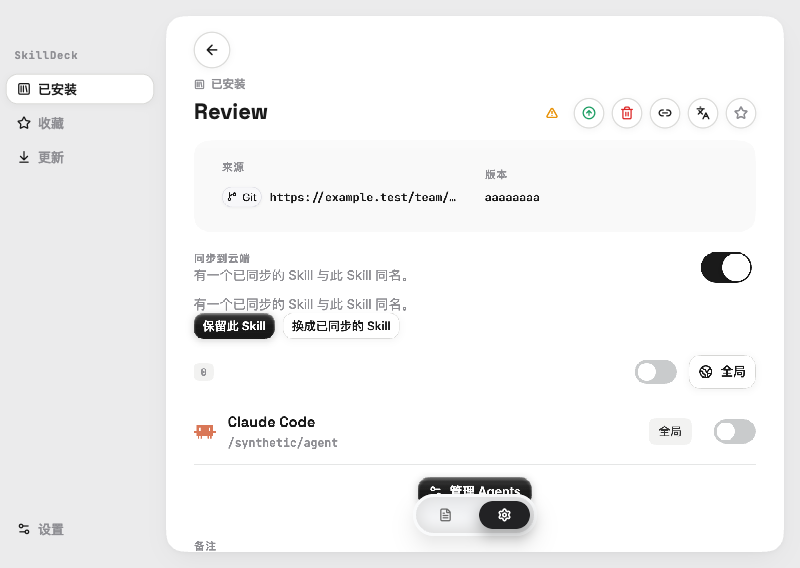 SkillDeck
已安装
收藏
更新
设置
已安装
Review
来源
Git https://example.test/team/…
版本
aaaaaaaa
同步到云端
有一个已同步的 Skill 与此 Skill 同名。
有一个已同步的 Skill 与此 Skill 同名。
保留此 Skill
换成已同步的 Skill
0
全局
Claude Code
/synthetic/agent
全局
管理 Agents
备注